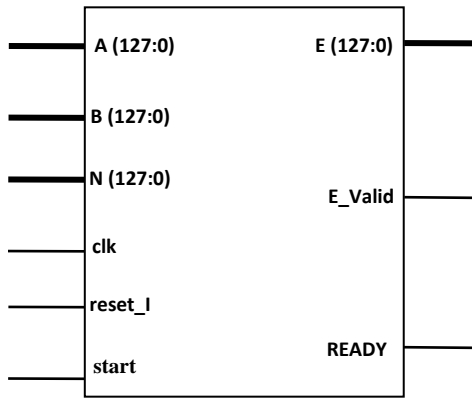 A (127:0)
E (127:0)
B (127:0)
N (127:0)
E_Valid
clk
reset_I
READY
start